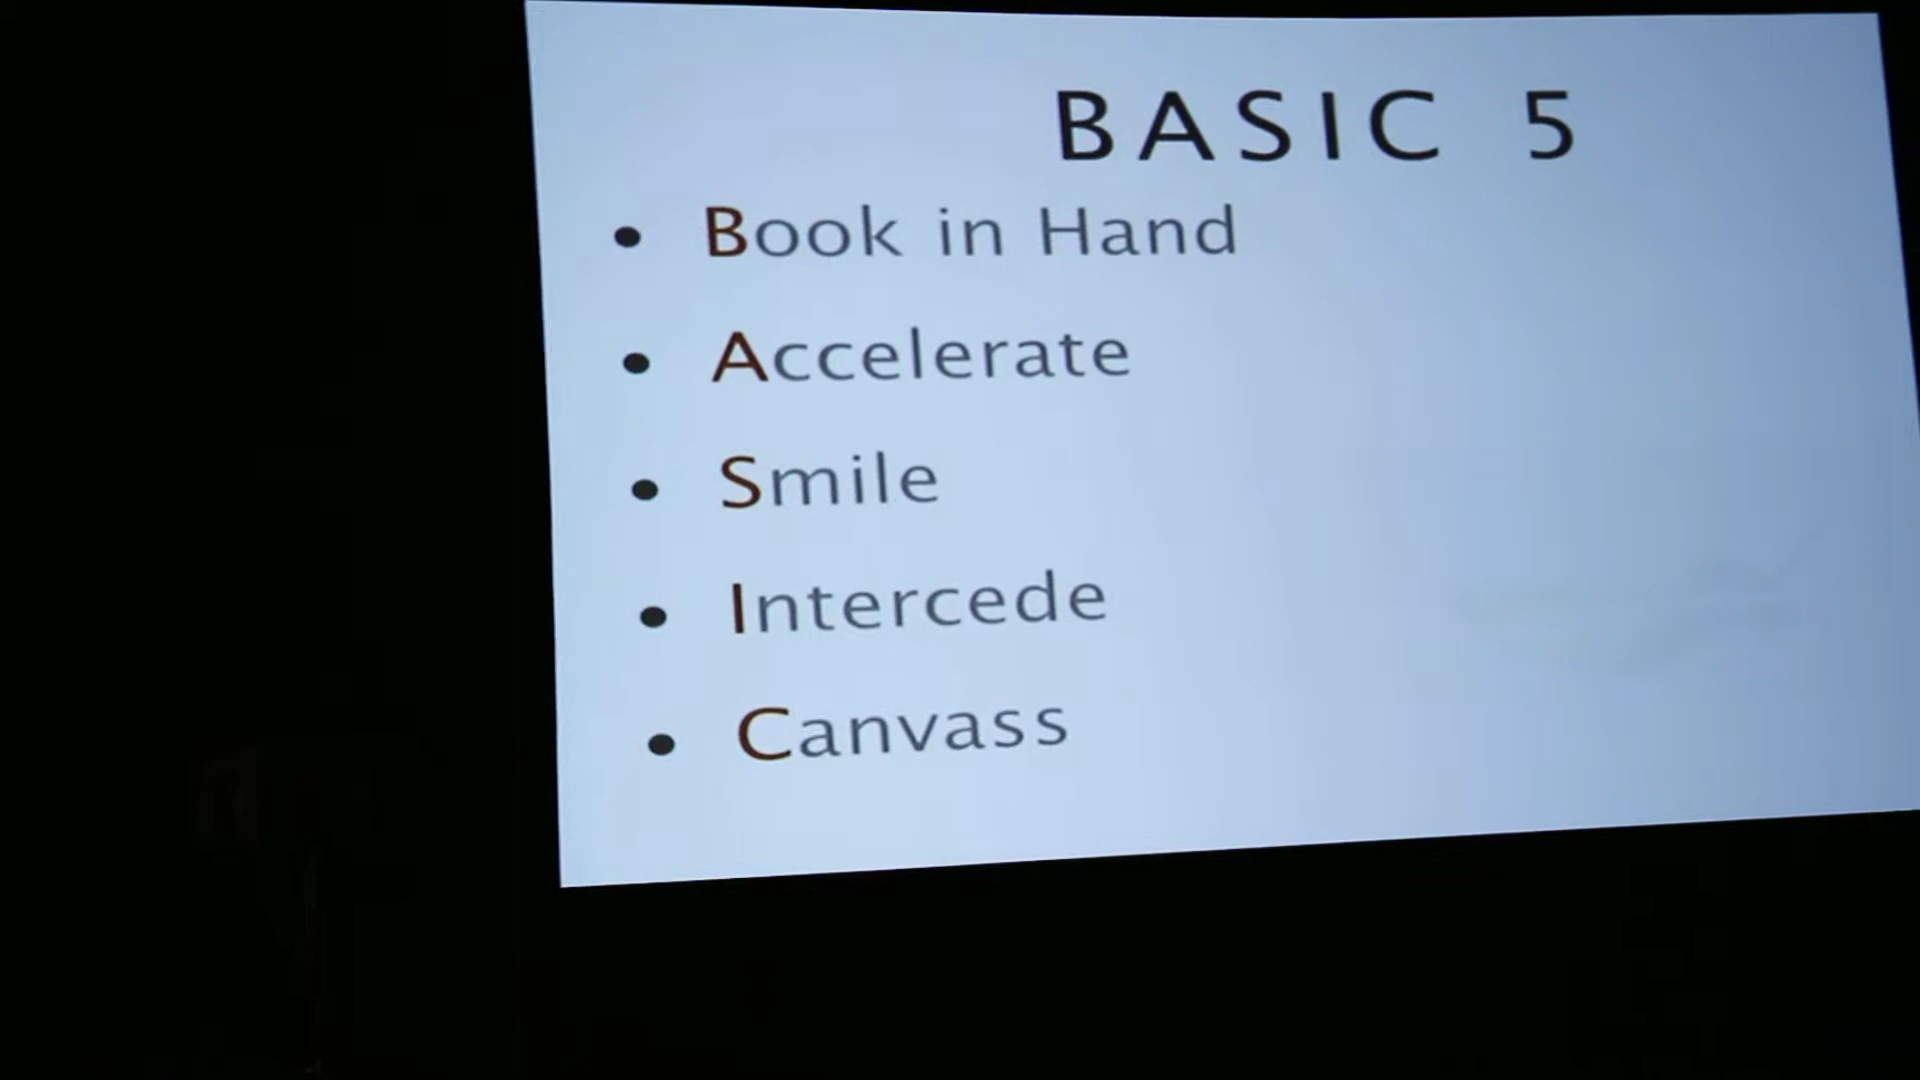 BASIC 5
• Book in Hand
• Accelerate
• Smile
• Intercede
• Canvass